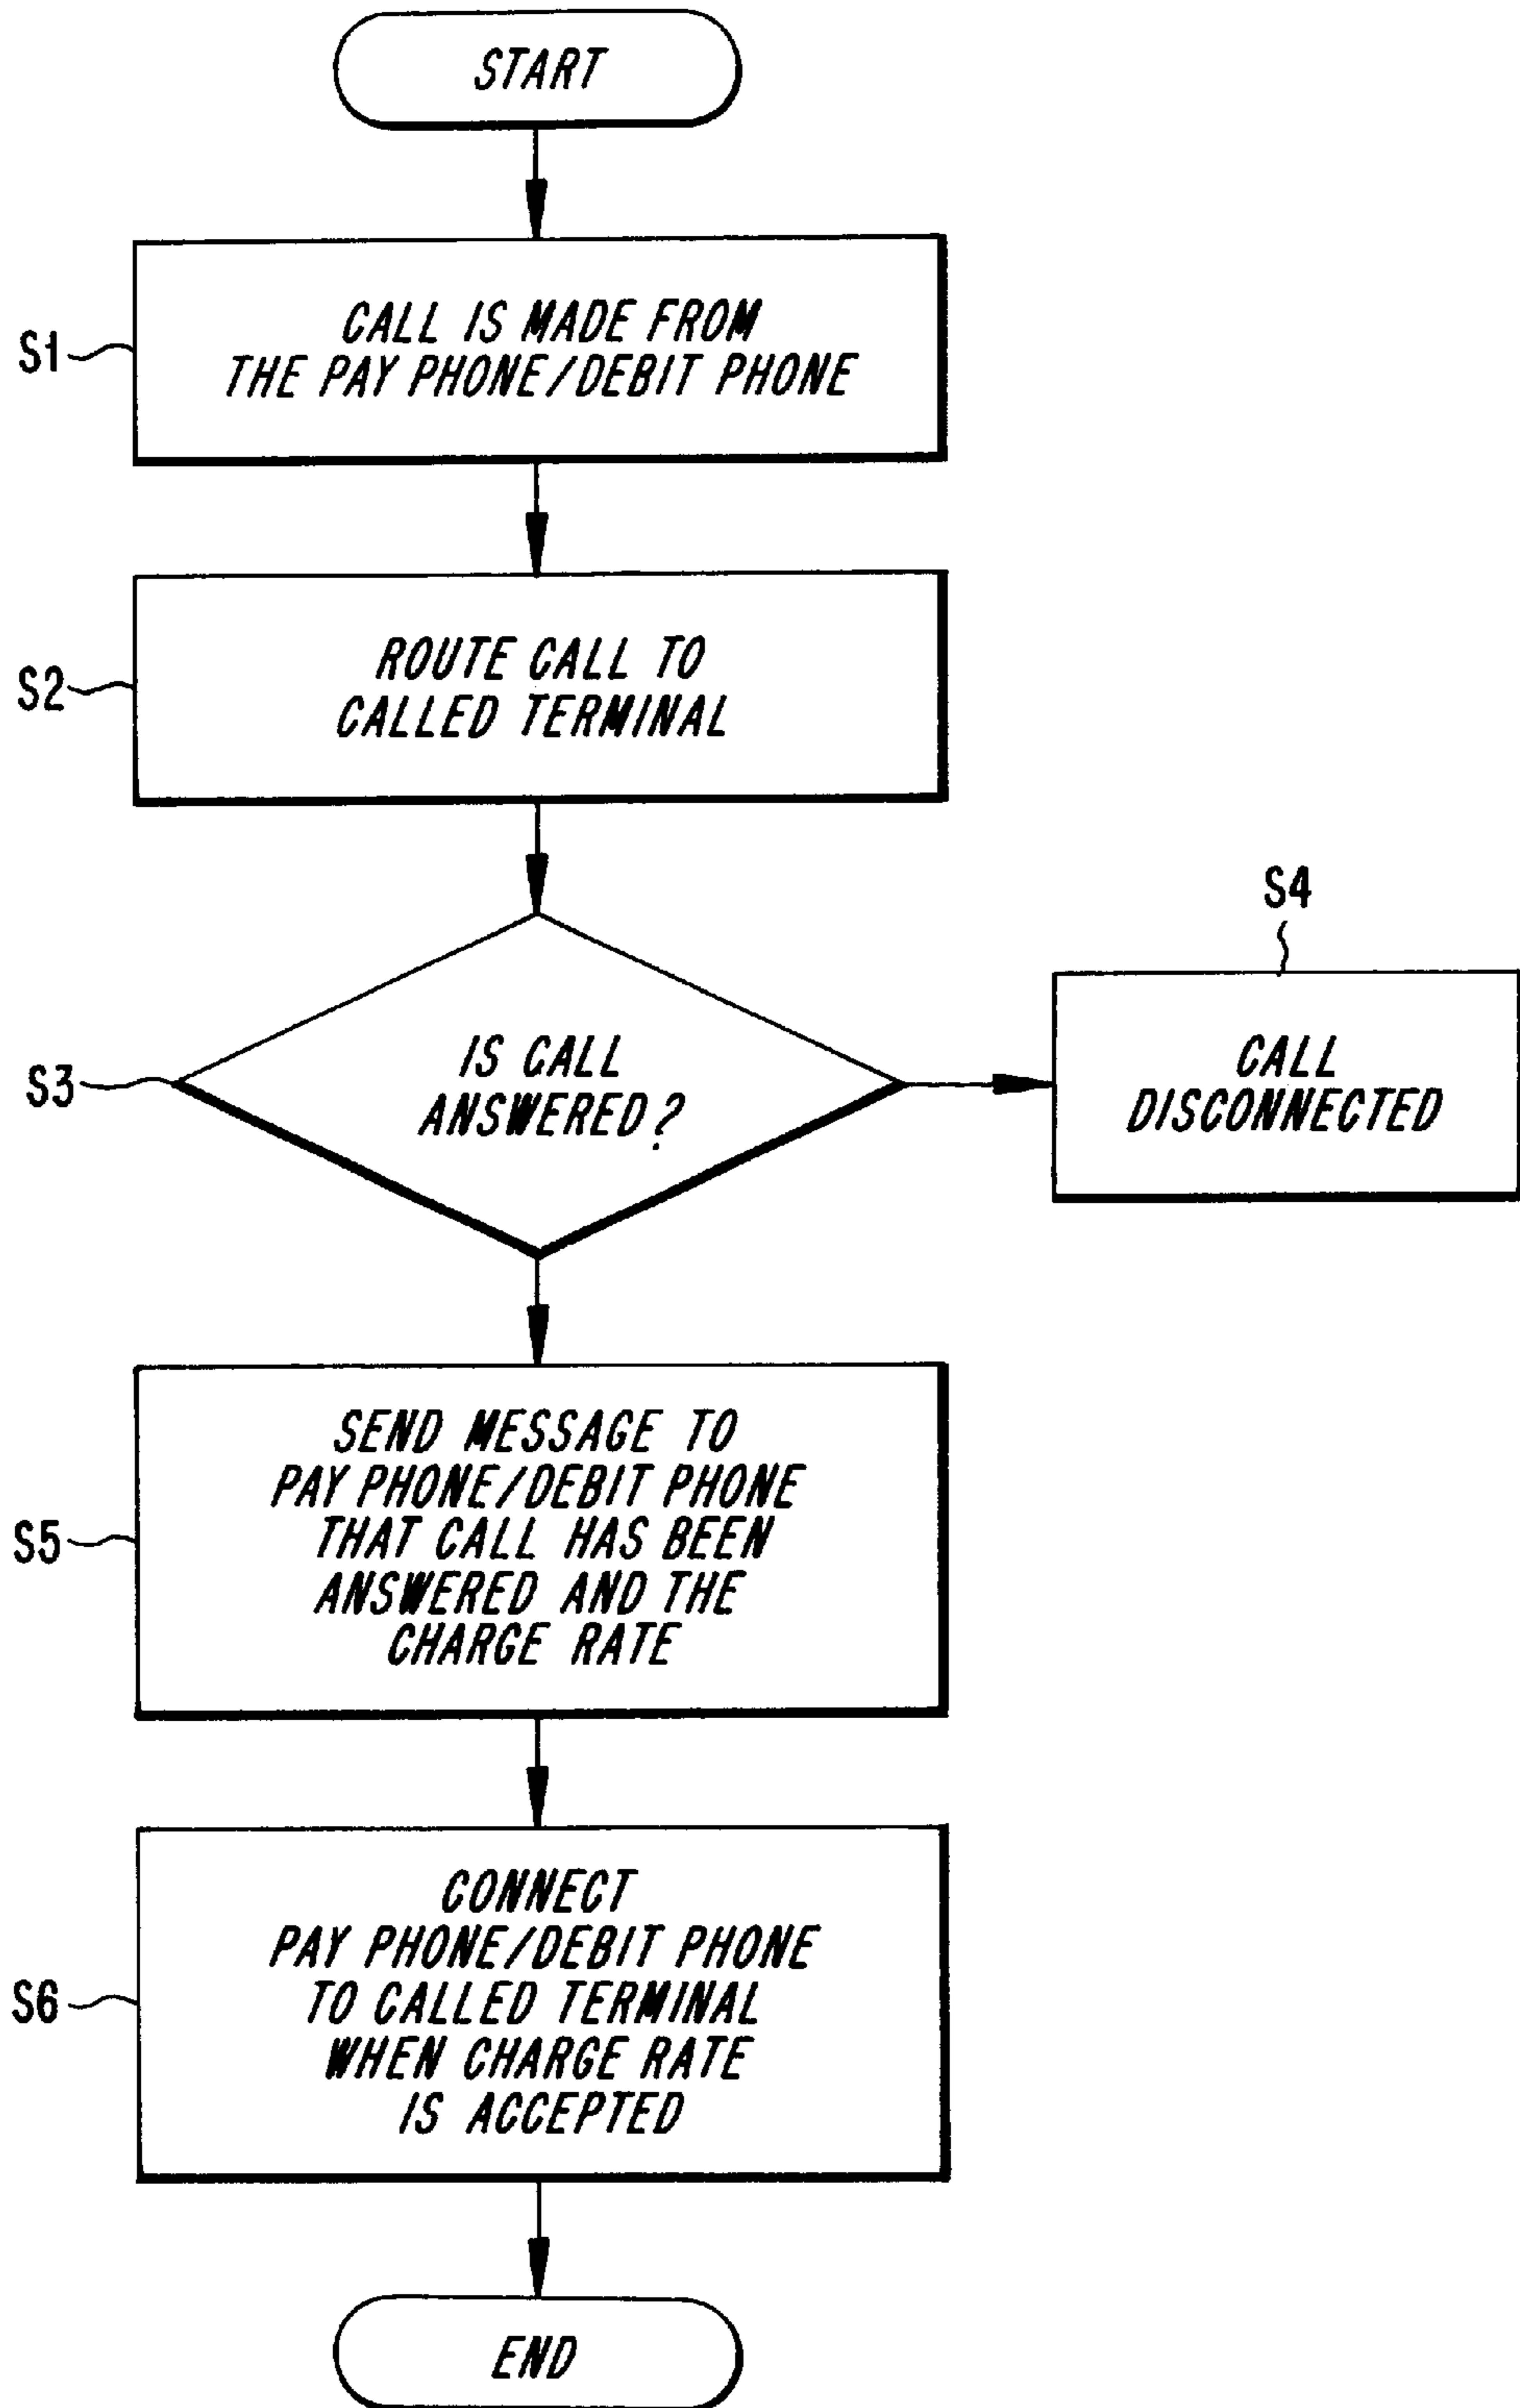 START
S1
CALL IS MADE FROM
THE PAY PHONE/DEBIT PHONE
S2
ROUTE CALL TO
CALLED TERMINAL
S3
IS CALL
ANSWERED?
S4
CALL
DISCONNECTED
S5
SEND MESSAGE TO
PAY PHONE/DEBIT PHONE
THAT CALL HAS BEEN
ANSWERED AND THE
CHARGE RATE
S6
CONNECT
PAY PHONE/DEBIT PHONE
TO CALLED TERMINAL
WHEN CHARGE RATE
IS ACCEPTED
END